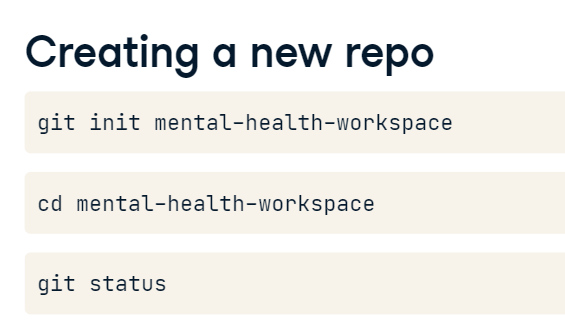 Creating a new repo
git init mental-health-workspace
cd mental-health-workspace
git status